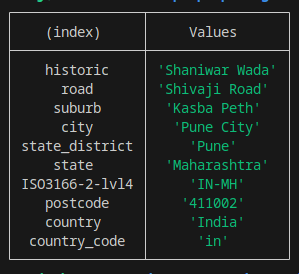 (index) Values
historic 'Shaniwar Wada'
road 'Shivaji Road'
suburb 'Kasba Peth'
city 'Pune City'
state_district 'Pune'
state 'Maharashtra'
ISO3166-2-lvl4 'IN-MH'
postcode '411002'
country 'India'
country_code 'in'